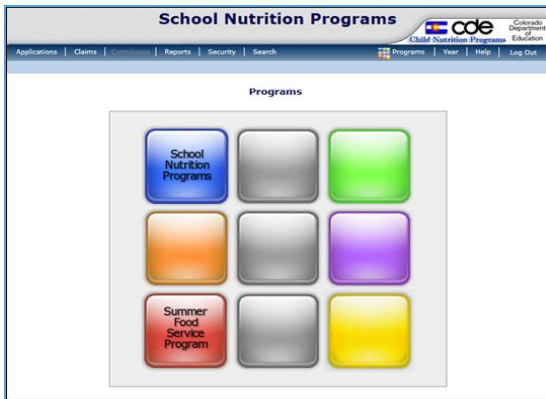 School Nutrition Programs
cde
Child Nutrition Programs
Colorado
Department
of
Education
Applications | Claims | Compliance | Reports | Security | Search
Programs | Year | Help | Log Out
Programs
School
Nutrition
Programs
Summer
Food
Service
Program